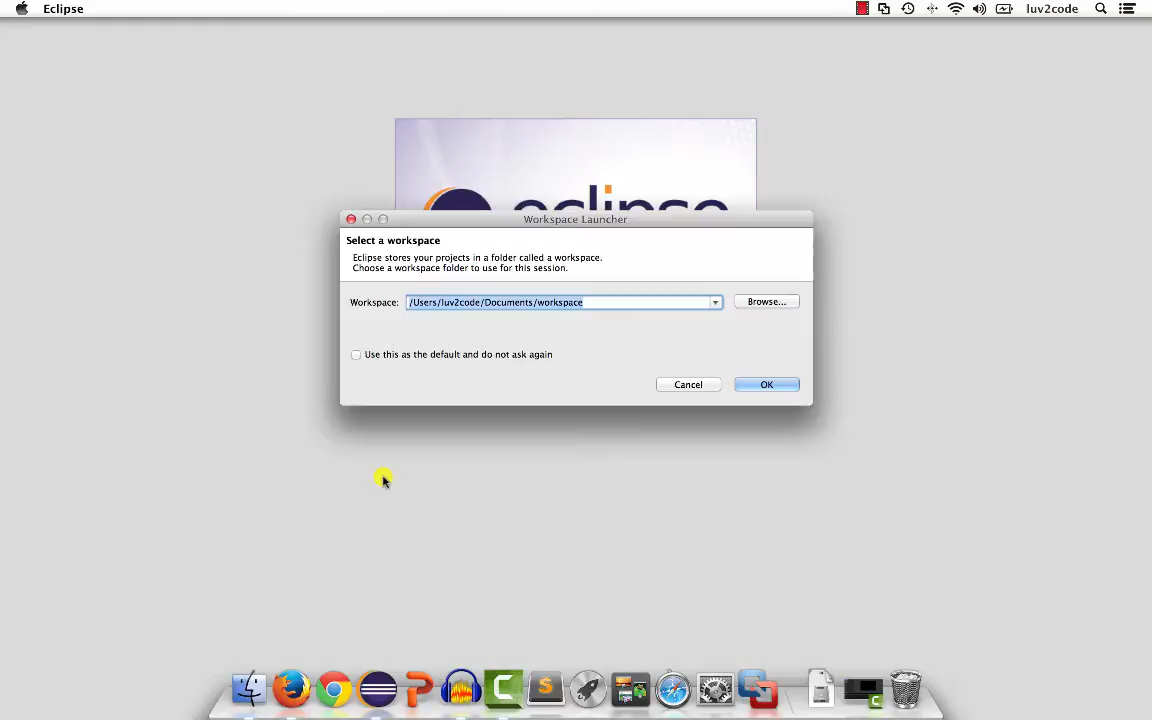 Eclipse
luv2code
eclipse
Workspace Launcher
Select a workspace
Eclipse stores your projects in a folder called a workspace.
Choose a workspace folder to use for this session.
Workspace: /Users/luv2code/Documents/workspace Browse...
Use this as the default and do not ask again
Cancel OK